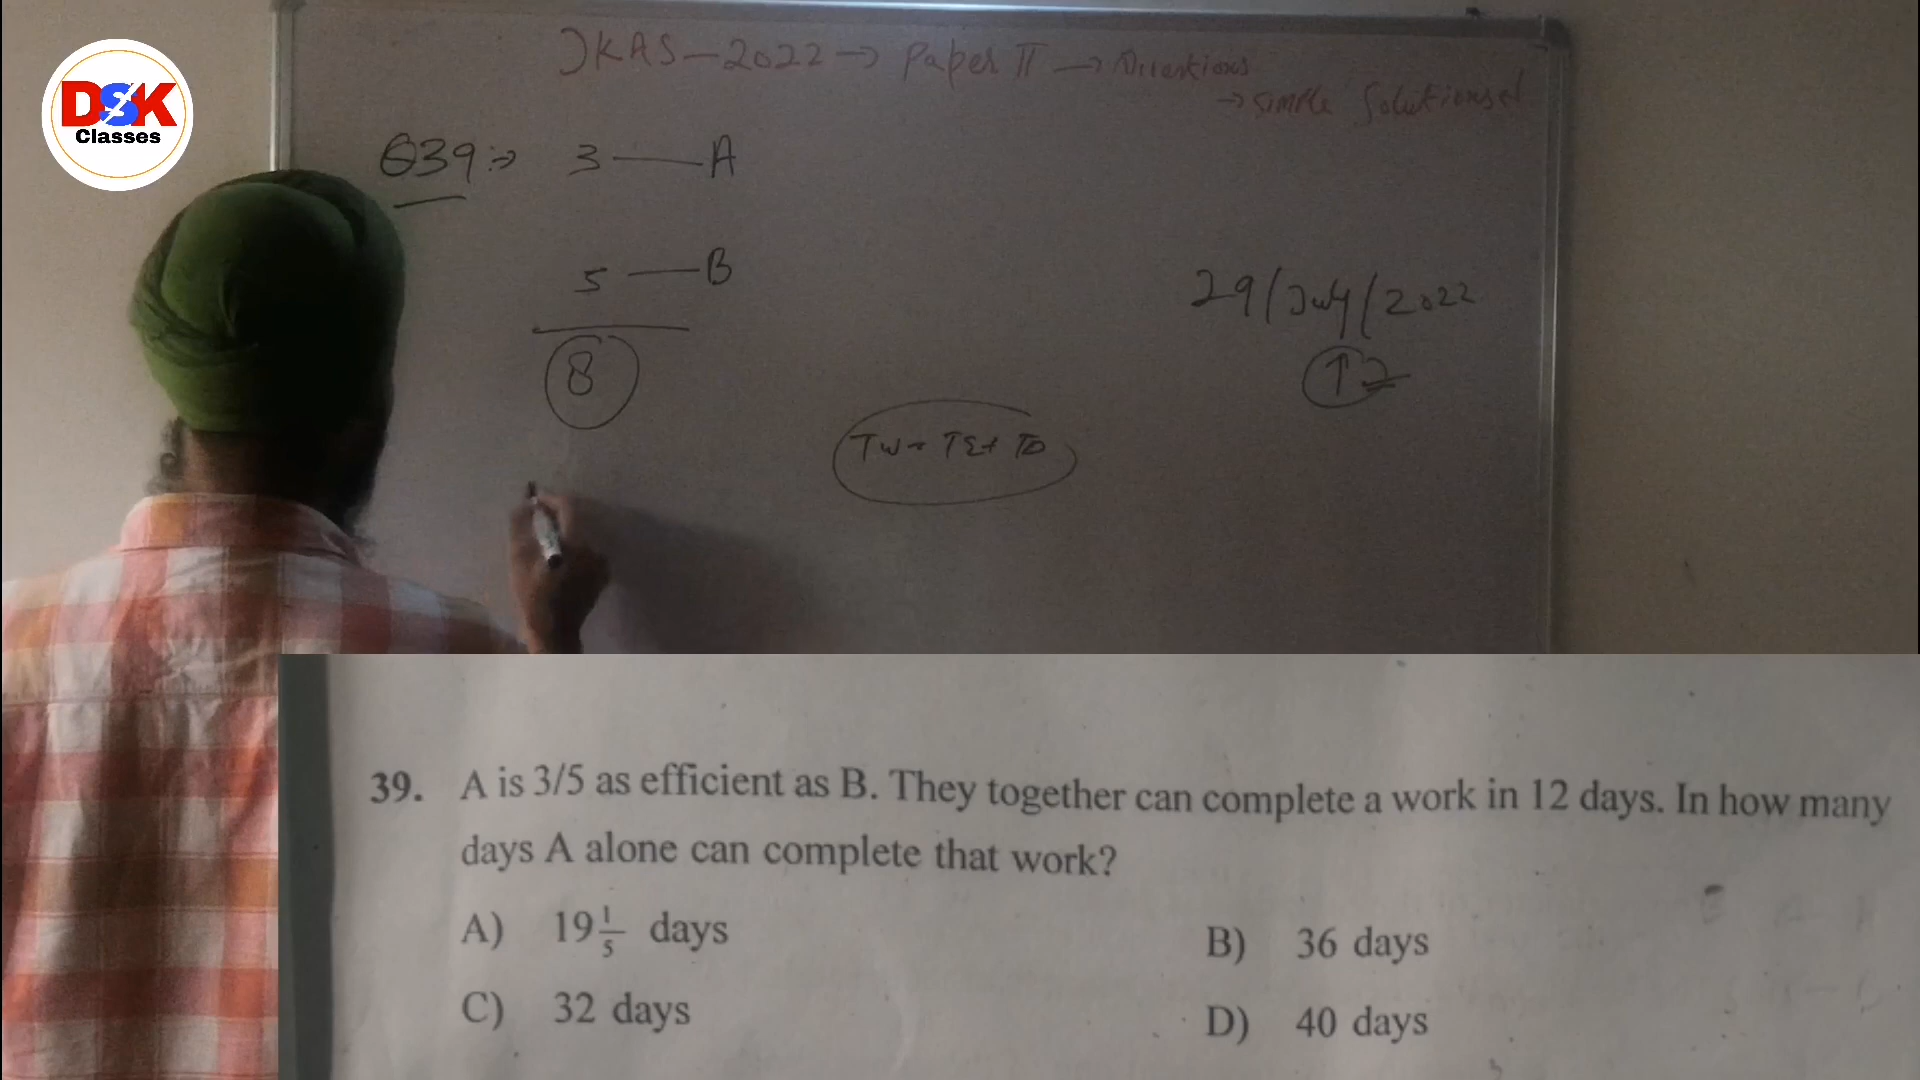 DSK
Classes
JKAS - 2022 → Paper II → Directions
→ Simple Solutions
Q39 :→ 3 — A
5 — B
8
29/July/2022
12
TW = TE + TD
39. A is 3/5 as efficient as B. They together can complete a work in 12 days. In how many
days A alone can complete that work?
A) 19 1/5 days
B) 36 days
C) 32 days
D) 40 days